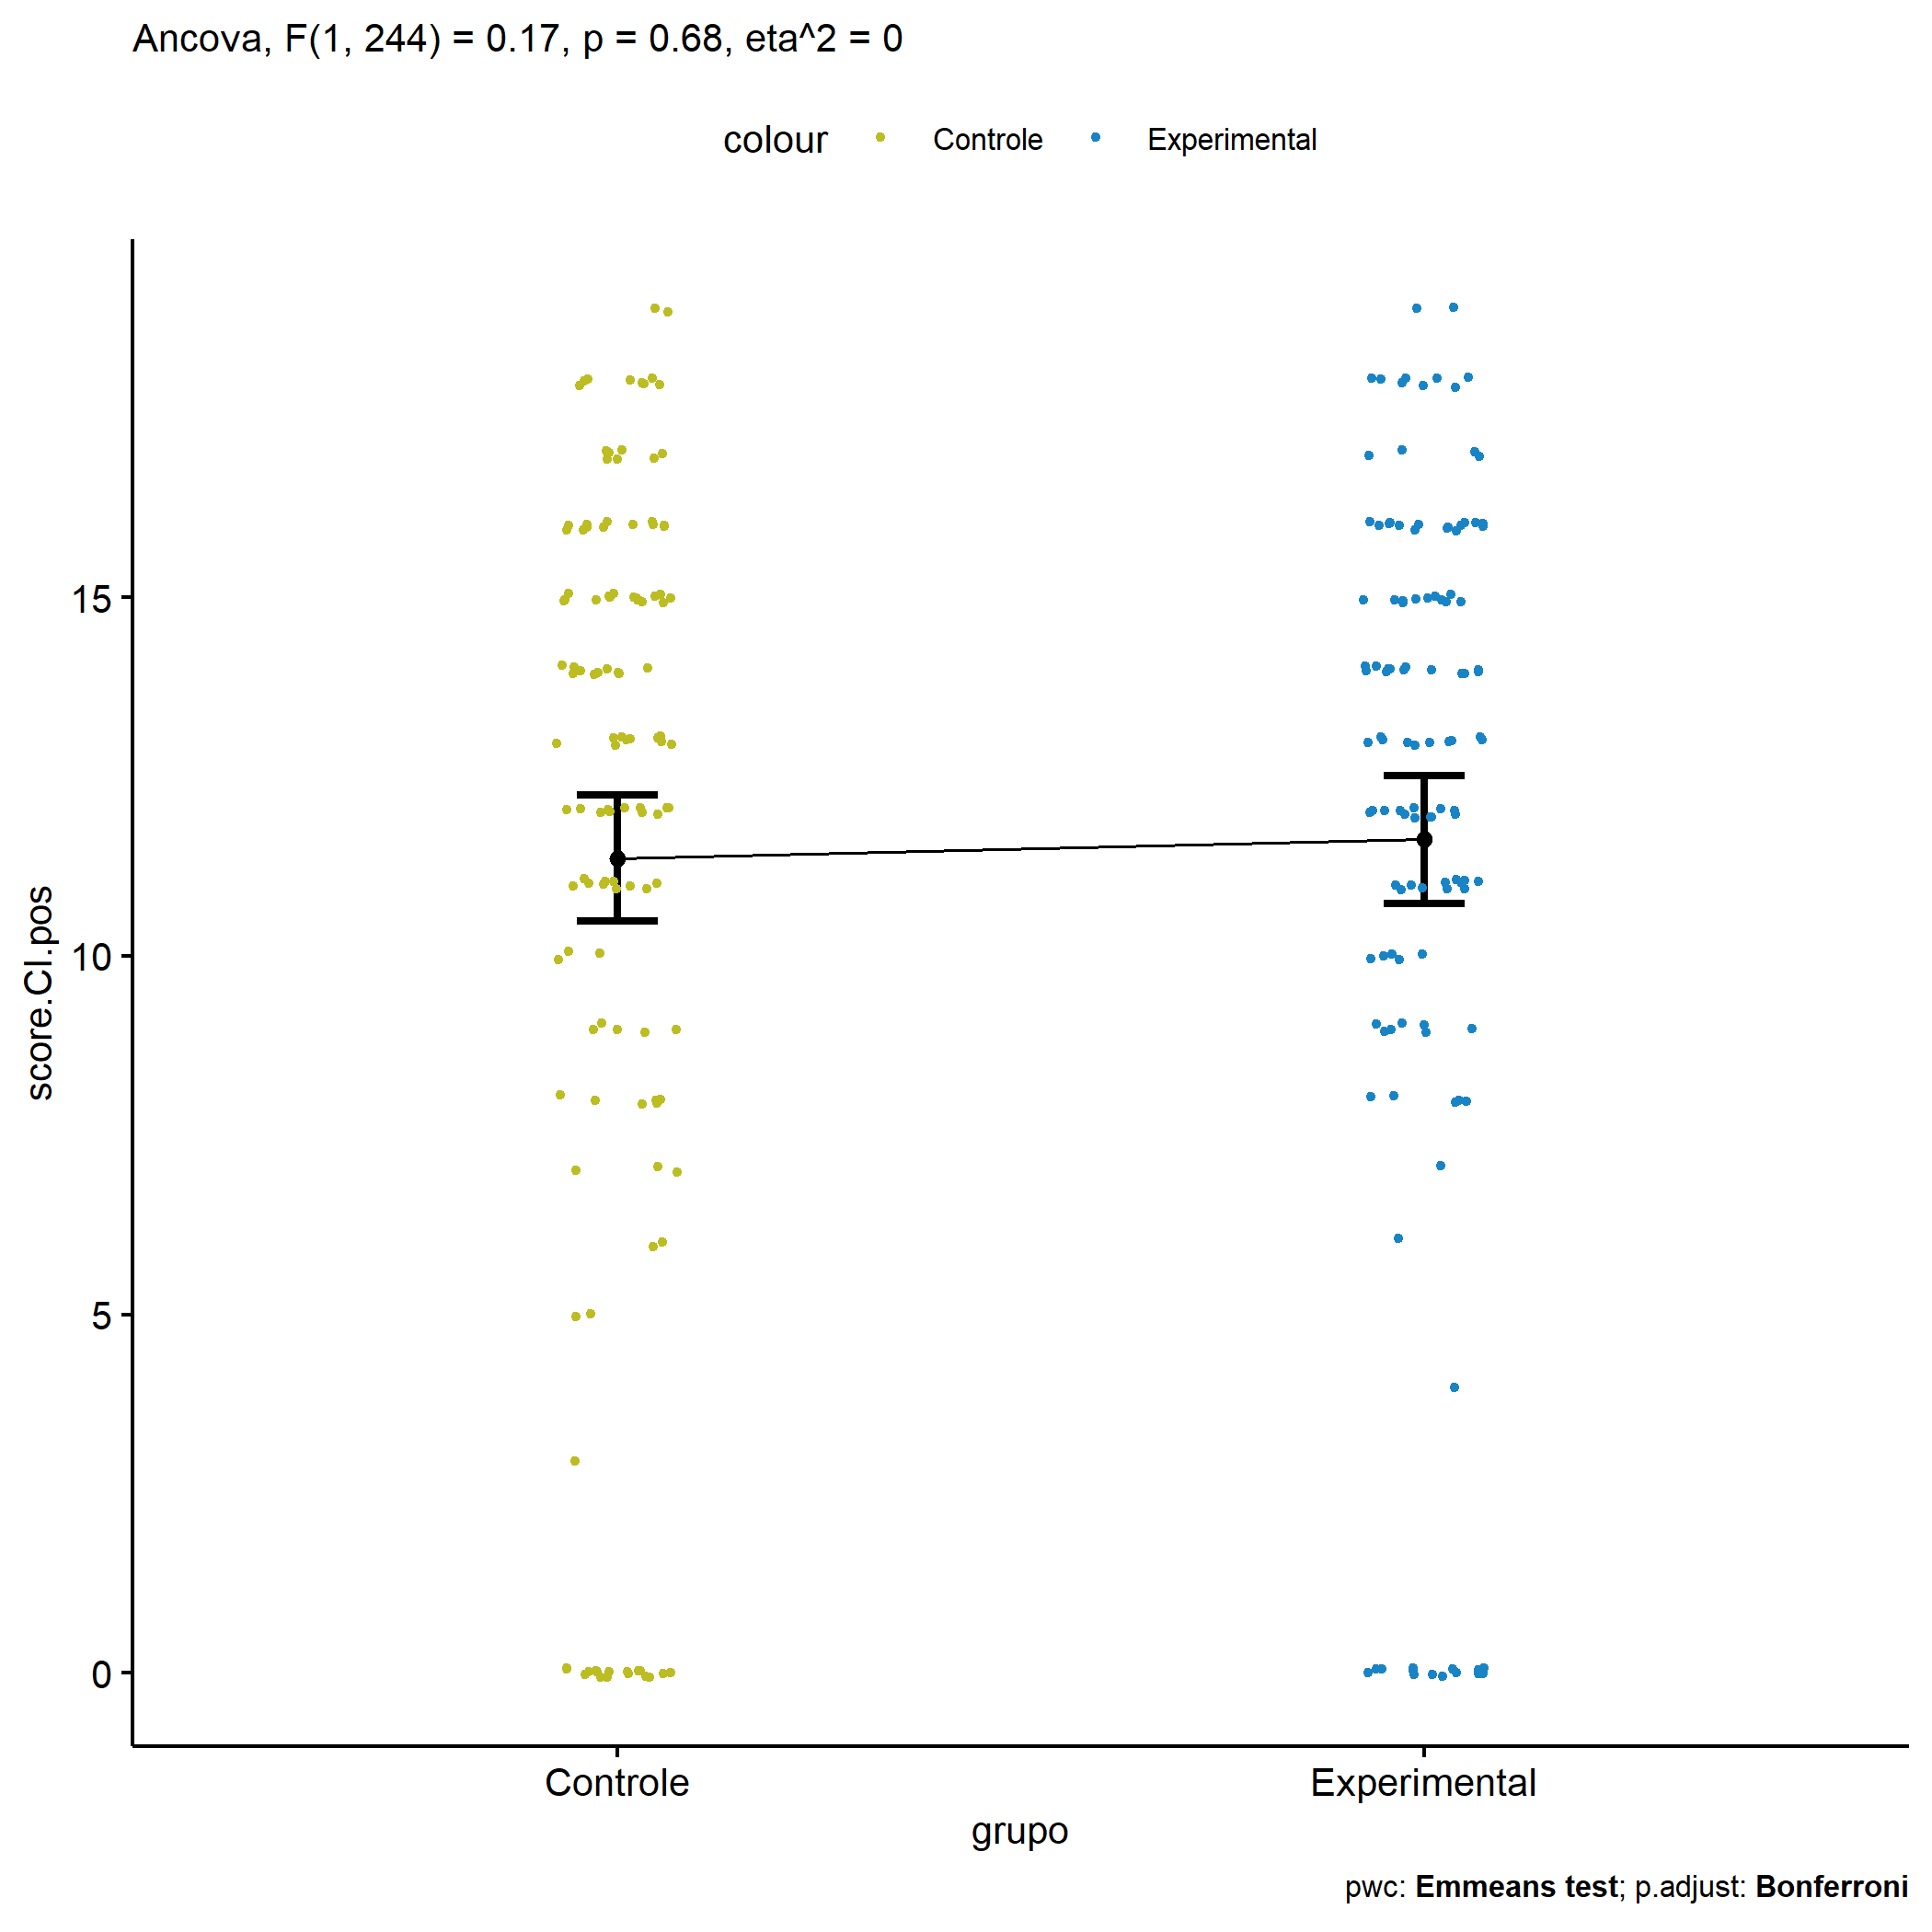 Ancova, F(1, 244) = 0.17, p = 0.68, eta^2 = 0
colour Controle Experimental
score.CI.pos
15
10
5
0
Controle Experimental
grupo
pwc: Emmeans test; p.adjust: Bonferroni